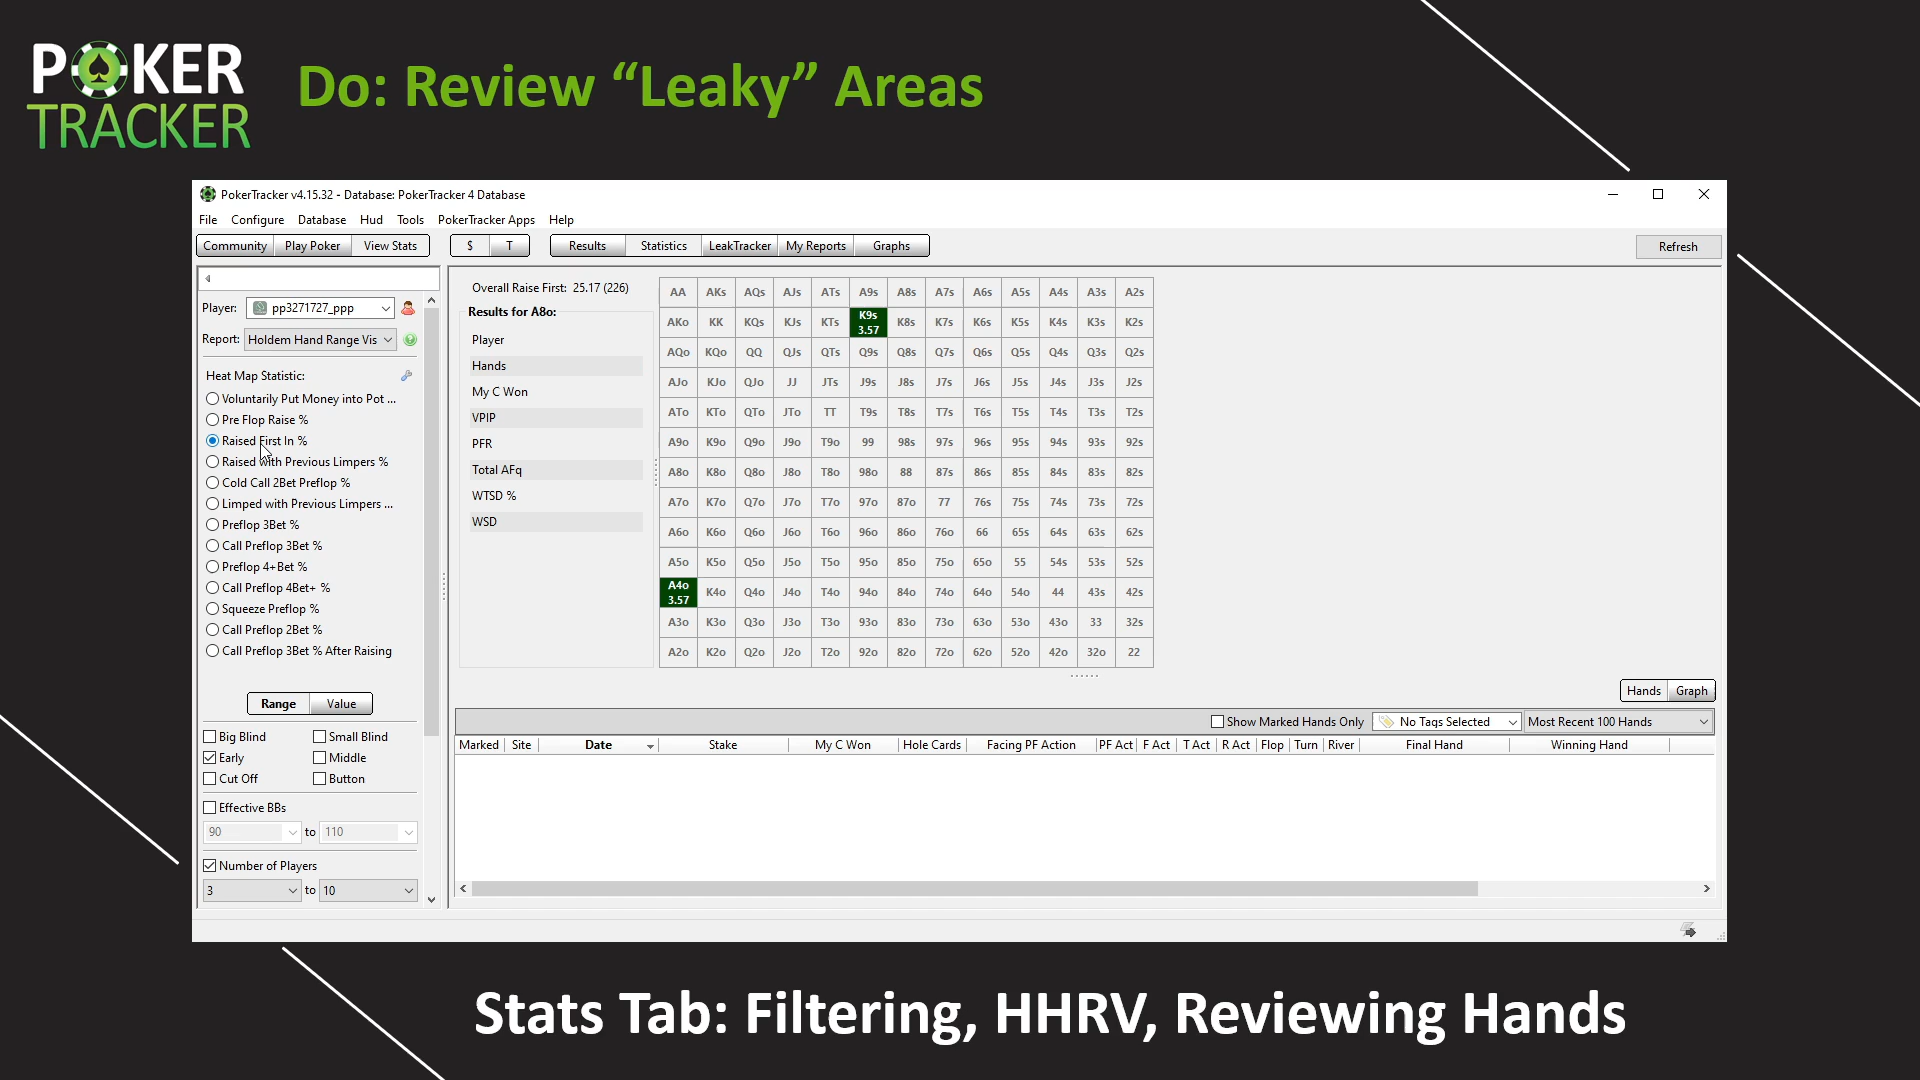 POKER
TRACKER
Do: Review “Leaky” Areas
PokerTracker v4.15.32 - Database: PokerTracker 4 Database
File Configure Database Hud Tools PokerTracker Apps Help
Community Play Poker View Stats $ T Results Statistics LeakTracker My Reports Graphs Refresh
Player: pp3271727_ppp
Report: Holdem Hand Range Vis
Heat Map Statistic:
Voluntarily Put Money into Pot ...
Pre Flop Raise %
Raised First In %
Raised with Previous Limpers %
Cold Call 2Bet Preflop %
Limped with Previous Limpers ...
Preflop 3Bet %
Call Preflop 3Bet %
Preflop 4+Bet %
Call Preflop 4Bet+ %
Squeeze Preflop %
Call Preflop 2Bet %
Call Preflop 3Bet % After Raising
Range Value
Big Blind Small Blind
Early Middle
Cut Off Button
Effective BBs
90 to 110
Number of Players
3 to 10
Overall Raise First: 25.17 (226)
Results for A8o:
Player
Hands
My C Won
VPIP
PFR
Total AFq
WTSD %
WSD
AA AKs AQs AJs ATs A9s A8s A7s A6s A5s A4s A3s A2s
AKo KK KQs KJs KTs K9s 3.57 K8s K7s K6s K5s K4s K3s K2s
AQo KQo QQ QJs QTs Q9s Q8s Q7s Q6s Q5s Q4s Q3s Q2s
AJo KJo QJo JJ JTs J9s J8s J7s J6s J5s J4s J3s J2s
ATo KTo QTo JTo TT T9s T8s T7s T6s T5s T4s T3s T2s
A9o K9o Q9o J9o T9o 99 98s 97s 96s 95s 94s 93s 92s
A8o K8o Q8o J8o T8o 98o 88 87s 86s 85s 84s 83s 82s
A7o K7o Q7o J7o T7o 97o 87o 77 76s 75s 74s 73s 72s
A6o K6o Q6o J6o T6o 96o 86o 76o 66 65s 64s 63s 62s
A5o K5o Q5o J5o T5o 95o 85o 75o 65o 55 54s 53s 52s
A4o 3.57 K4o Q4o J4o T4o 94o 84o 74o 64o 54o 44 43s 42s
A3o K3o Q3o J3o T3o 93o 83o 73o 63o 53o 43o 33 32s
A2o K2o Q2o J2o T2o 92o 82o 72o 62o 52o 42o 32o 22
Hands Graph
Show Marked Hands Only No Tags Selected Most Recent 100 Hands
Marked Site Date Stake My C Won Hole Cards Facing PF Action PF Act F Act T Act R Act Flop Turn River Final Hand Winning Hand
Stats Tab: Filtering, HHRV, Reviewing Hands